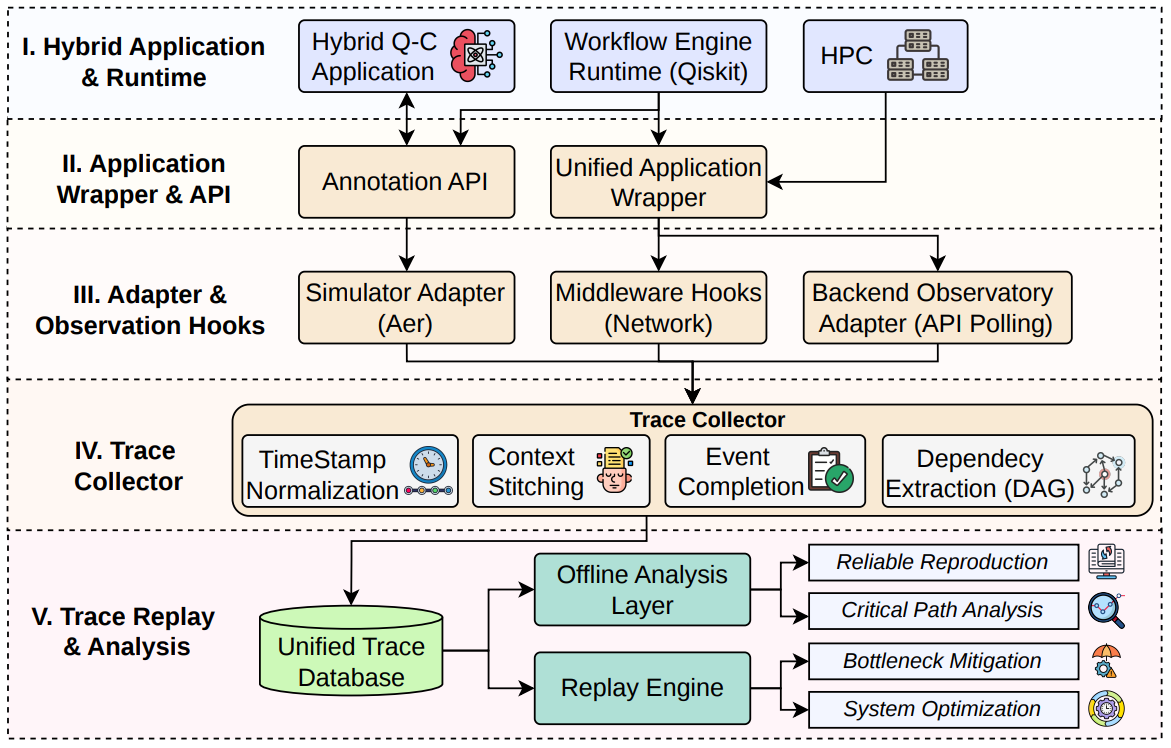 I. Hybrid Application
& Runtime
Hybrid Q-C
Application
Workflow Engine
Runtime (Qiskit)
HPC
II. Application
Wrapper & API
Annotation API
Unified Application
Wrapper
III. Adapter &
Observation Hooks
Simulator Adapter
(Aer)
Middleware Hooks
(Network)
Backend Observatory
Adapter (API Polling)
IV. Trace
Collector
Trace Collector
TimeStamp
Normalization
Context
Stitching
Event
Completion
Dependecy
Extraction (DAG)
V. Trace Replay
& Analysis
Unified Trace
Database
Offline Analysis
Layer
Replay Engine
Reliable Reproduction
Critical Path Analysis
Bottleneck Mitigation
System Optimization